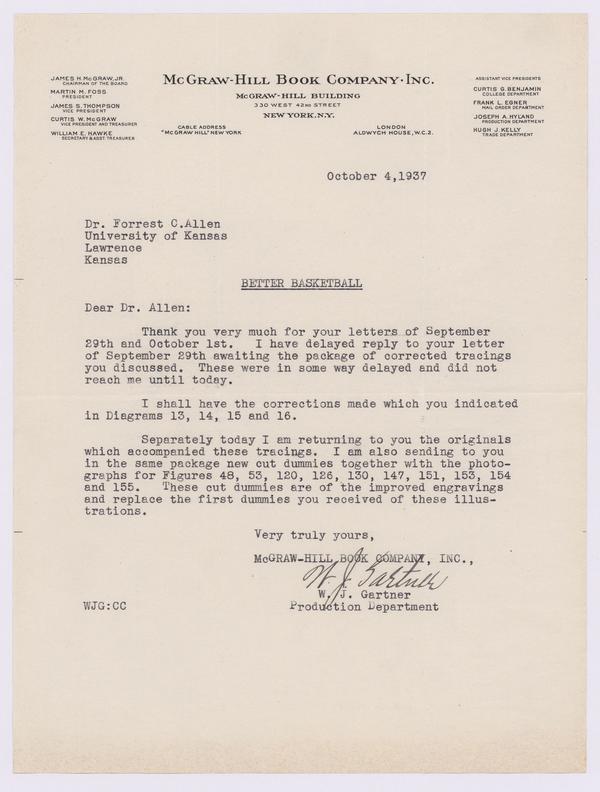 McGraw-Hill Book Company·Inc.
McGRAW-HILL BUILDING
330 WEST 42ND STREET
NEW YORK.N.Y.
JAMES H. McGRAW, JR.
CHAIRMAN OF THE BOARD
MARTIN M. FOSS
PRESIDENT
JAMES S. THOMPSON
VICE PRESIDENT
CURTIS W. McGRAW
VICE PRESIDENT AND TREASURER
WILLIAM E. HAWKE
SECRETARY & ASST. TREASURER
CABLE ADDRESS
"McGRAW HILL" NEW YORK
LONDON
ALDWYCH HOUSE, W.C.2.
ASSISTANT VICE PRESIDENTS
CURTIS G. BENJAMIN
COLLEGE DEPARTMENT
FRANK L. EGNER
MAIL ORDER DEPARTMENT
JOSEPH A. HYLAND
PRODUCTION DEPARTMENT
HUGH J. KELLY
TRADE DEPARTMENT
October 4,1937
Dr. Forrest C.Allen
University of Kansas
Lawrence
Kansas
BETTER BASKETBALL
Dear Dr. Allen:
Thank you very much for your letters of September
29th and October 1st. I have delayed reply to your letter
of September 29th awaiting the package of corrected tracings
you discussed. These were in some way delayed and did not
reach me until today.
I shall have the corrections made which you indicated
in Diagrams 13, 14, 15 and 16.
Separately today I am returning to you the originals
which accompanied these tracings. I am also sending to you
in the same package new cut dummies together with the photo-
graphs for Figures 48, 53, 120, 126, 130, 147, 151, 153, 154
and 155. These cut dummies are of the improved engravings
and replace the first dummies you received of these illus-
trations.
Very truly yours,
McGRAW-HILL BOOK COMPANY, INC.,
W. J. Gartner
W. J. Gartner
Production Department
WJG:CC